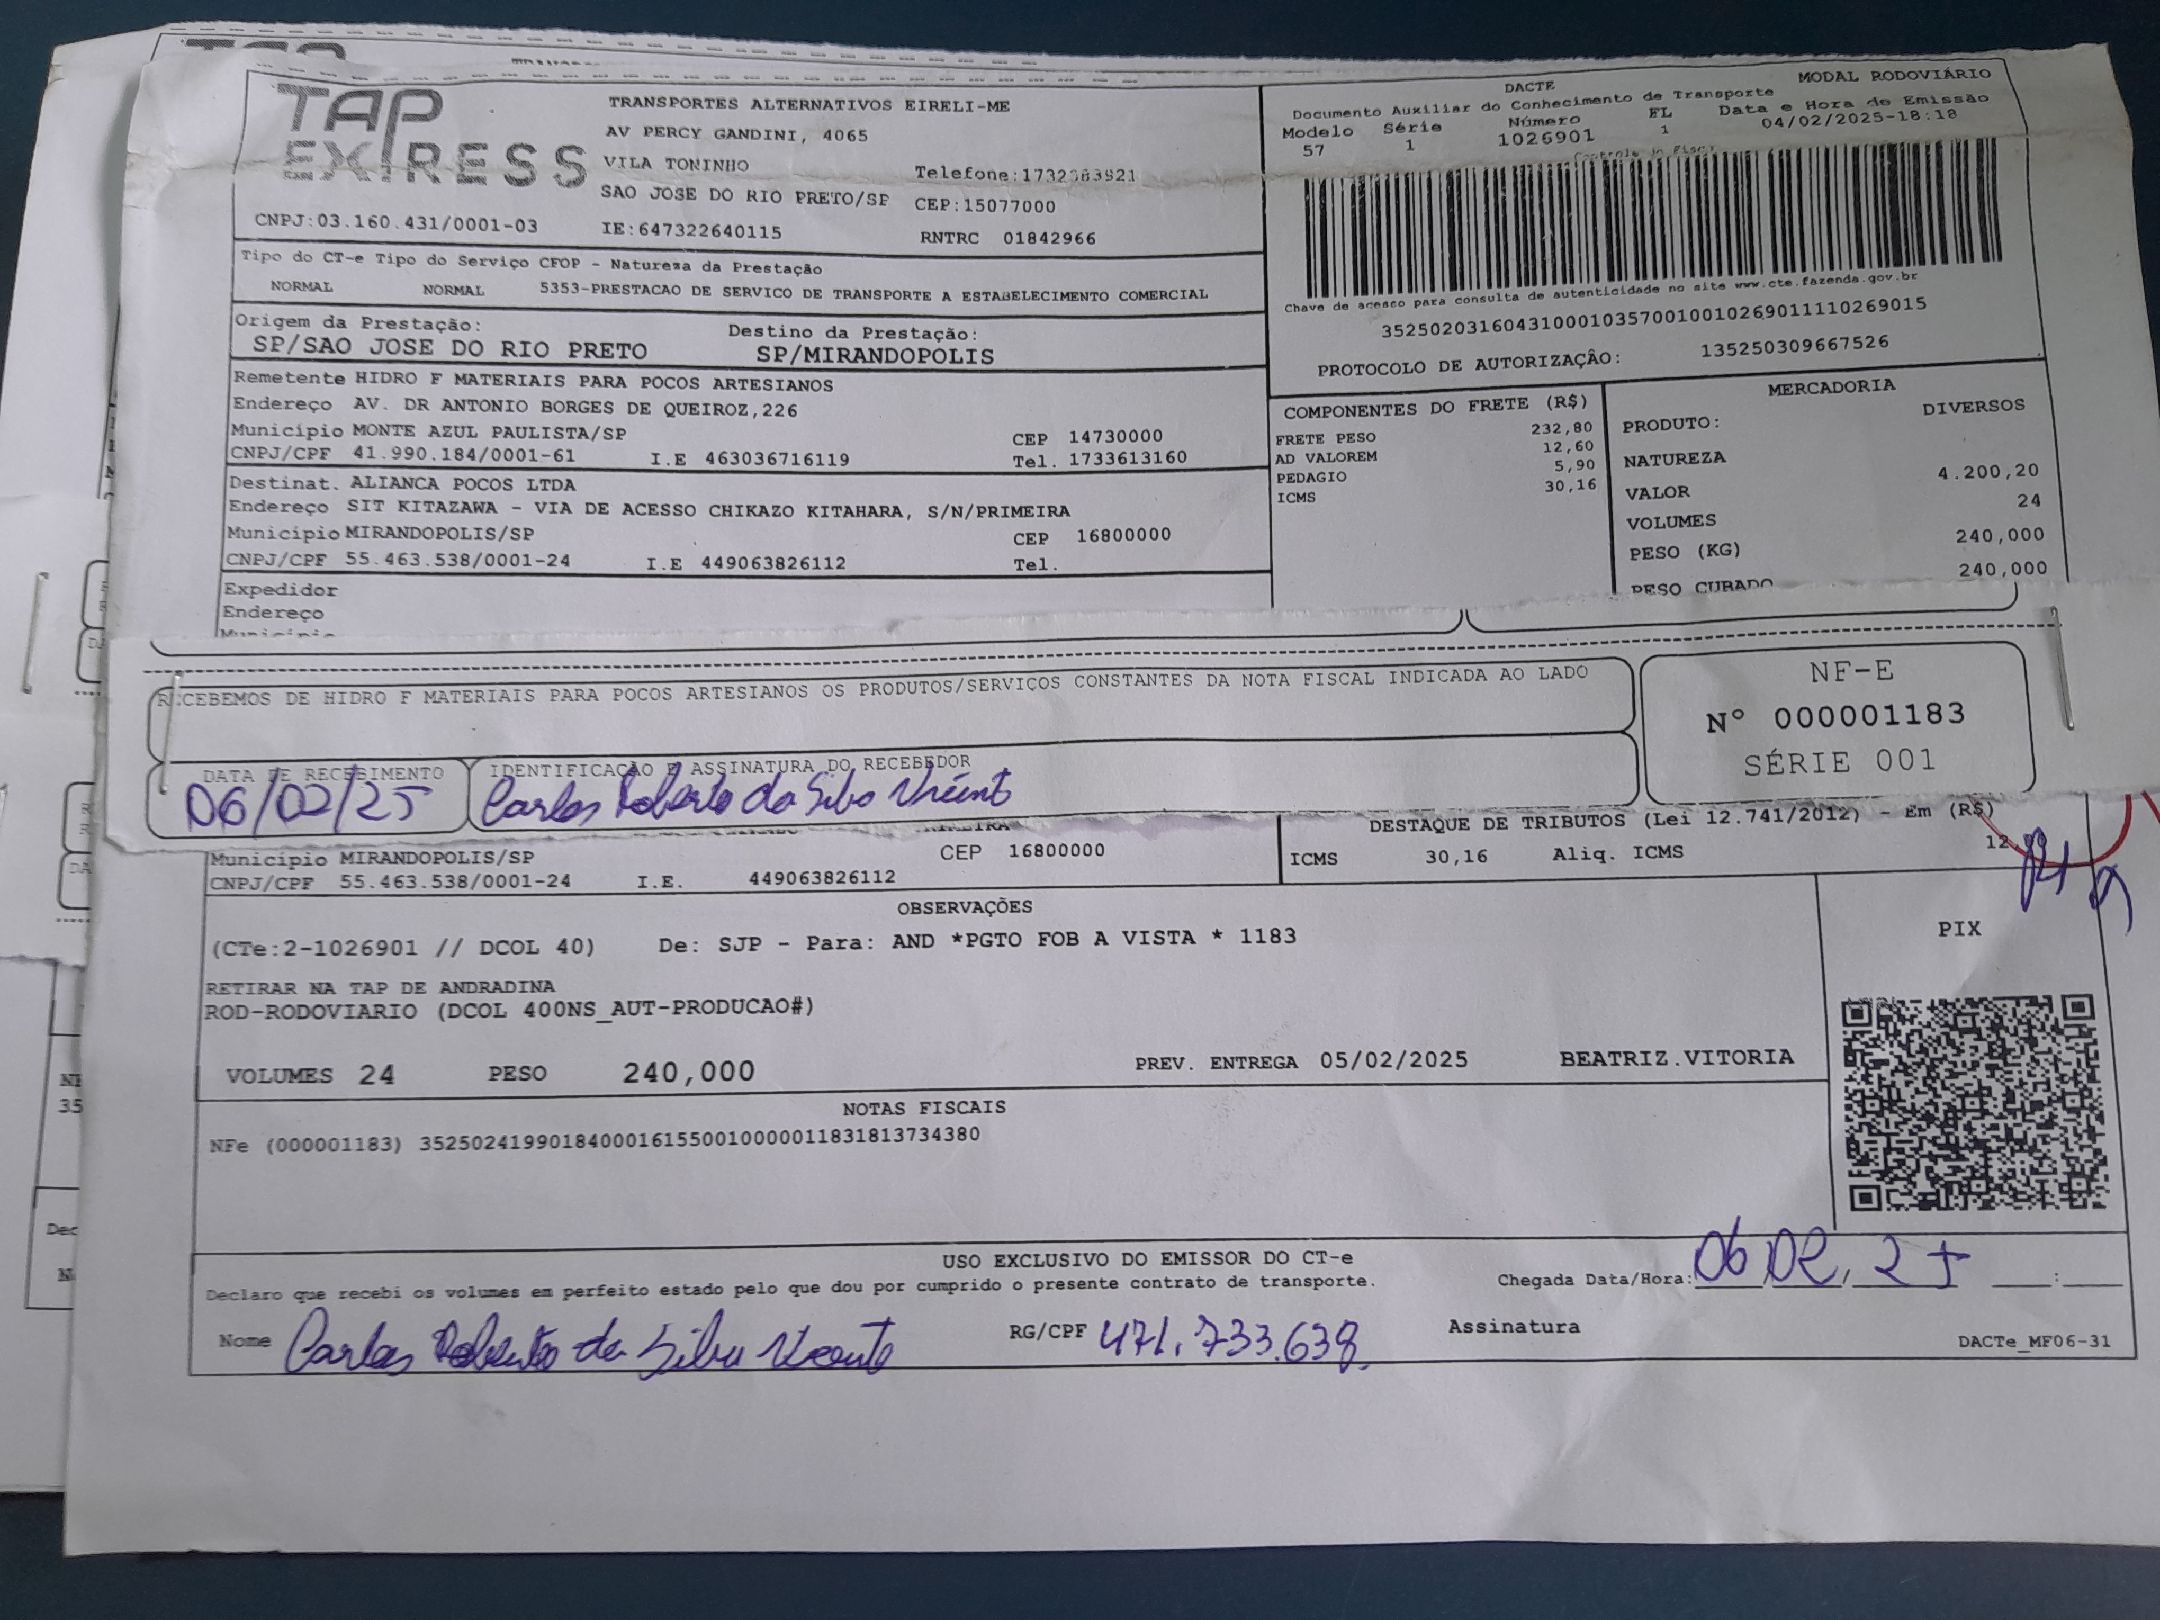 TAP EXPRESS
TRANSPORTES ALTERNATIVOS EIRELI-ME
AV PERCY GANDINI, 4065
VILA TONINHO
Telefone:
SAO JOSE DO RIO PRETO/SP CEP:15077000
CNPJ:03.160.431/0001-03 IE:647322640115 RNTRC 01842966
DACTE MODAL RODOVIÁRIO
Documento Auxiliar do Conhecimento de Transporte
Modelo Série Número FL Data e Hora de Emissão
57 1 1026901 1 04/02/2025-18:18
Tipo do CT-e Tipo do Serviço CFOP - Natureza da Prestação
NORMAL NORMAL 5353-PRESTACAO DE SERVICO DE TRANSPORTE A ESTABELECIMENTO COMERCIAL
Chave de acesso para consulta de autenticidade no site www.cte.fazenda.gov.br
35250203160431000103570010010269011110269015
PROTOCOLO DE AUTORIZAÇÂO: 135250309667526
Origem da Prestação: Destino da Prestação:
SP/SAO JOSE DO RIO PRETO SP/MIRANDOPOLIS
Remetente HIDRO F MATERIAIS PARA POCOS ARTESIANOS
Endereço AV. DR ANTONIO BORGES DE QUEIROZ,226
Município MONTE AZUL PAULISTA/SP CEP 14730000
CNPJ/CPF 41.990.184/0001-61 I.E 463036716119 Tel. 1733613160
Destinat. ALIANCA POCOS LTDA
Endereço SIT KITAZAWA - VIA DE ACESSO CHIKAZO KITAHARA, S/N/PRIMEIRA
Município MIRANDOPOLIS/SP CEP 16800000
CNPJ/CPF 55.463.538/0001-24 I.E 449063826112 Tel.
Expedidor
Endereço
COMPONENTES DO FRETE (R$)
FRETE PESO 232,80
AD VALOREM 12,60
PEDAGIO 5,90
ICMS 30,16
MERCADORIA
PRODUTO: DIVERSOS
NATUREZA
VALOR 4.200,20
VOLUMES 24
PESO (KG) 240,000
PESO CUBADO 240,000
RECEBEMOS DE HIDRO F MATERIAIS PARA POCOS ARTESIANOS OS PRODUTOS/SERVIÇOS CONSTANTES DA NOTA FISCAL INDICADA AO LADO
NF-E
Nº 000001183
SÉRIE 001
DATA DE RECEBIMENTO IDENTIFICAÇÃO E ASSINATURA DO RECEBEDOR
06/02/25 Carlos Roberto da Silva Vicente
Município MIRANDOPOLIS/SP CEP 16800000
CNPJ/CPF 55.463.538/0001-24 I.E. 449063826112
DESTAQUE DE TRIBUTOS (Lei 12.741/2012) - Em (R$)
ICMS 30,16 Aliq. ICMS
OBSERVAÇÕES
(CTe:2-1026901 // DCOL 40) De: SJP - Para: AND *PGTO FOB A VISTA * 1183
RETIRAR NA TAP DE ANDRADINA
ROD-RODOVIARIO (DCOL 400NS_AUT-PRODUCAO#)
VOLUMES 24 PESO 240,000 PREV. ENTREGA 05/02/2025 BEATRIZ.VITORIA
PIX
NOTAS FISCAIS
NFe (000001183) 35250241990184000161550010000011831813734380
USO EXCLUSIVO DO EMISSOR DO CT-e
Declaro que recebi os volumes em perfeito estado pelo que dou por cumprido o presente contrato de transporte.
Chegada Data/Hora: 06 02 25 :
Nome Carlos Roberto da Silva Vicente RG/CPF 471.733.638 Assinatura
DACTe_MF06-31